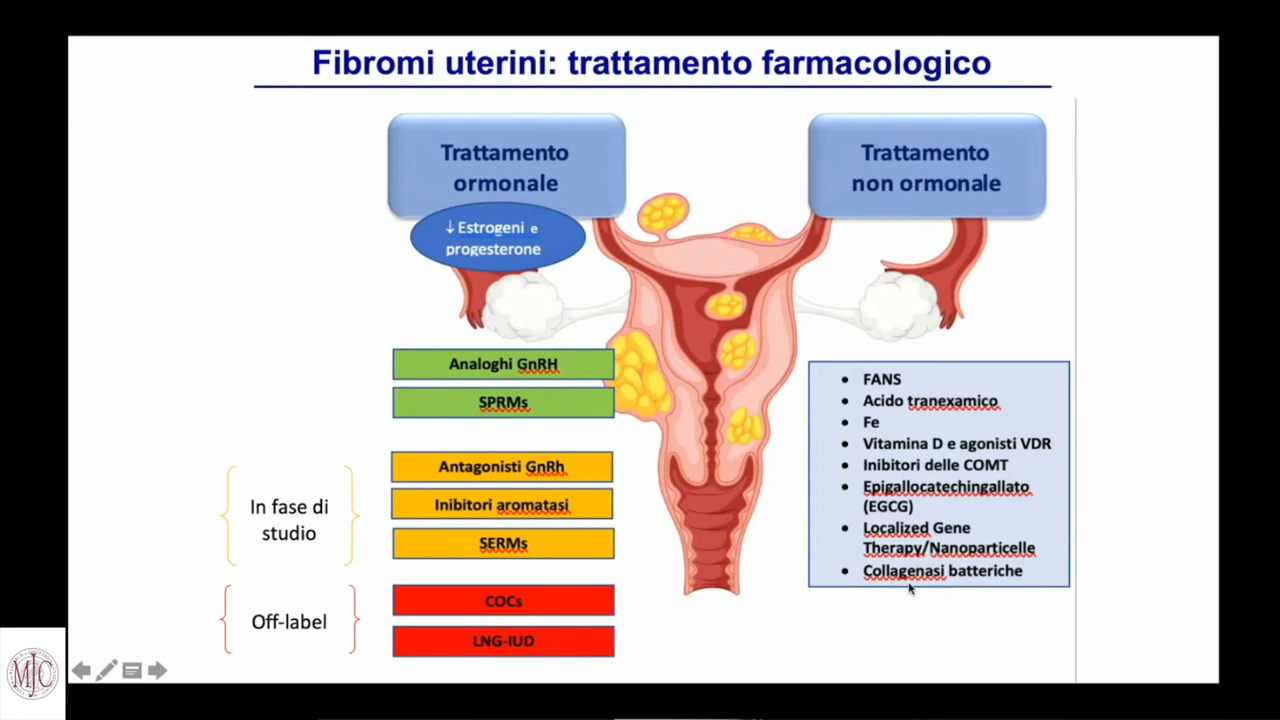 Fibromi uterini: trattamento farmacologico
Trattamento
ormonale
↓ Estrogeni e
progesterone
Trattamento
non ormonale
Analoghi GnRH
SPRMs
In fase di
studio
Antagonisti GnRh
Inibitori aromatasi
SERMs
Off-label
COCs
LNG-IUD
• FANS
• Acido tranexamico
• Fe
• Vitamina D e agonisti VDR
• Inibitori delle COMT
• Epigallocatechingallato
(EGCG)
• Localized Gene
Therapy/Nanoparticelle
• Collagenasi batteriche
MJC